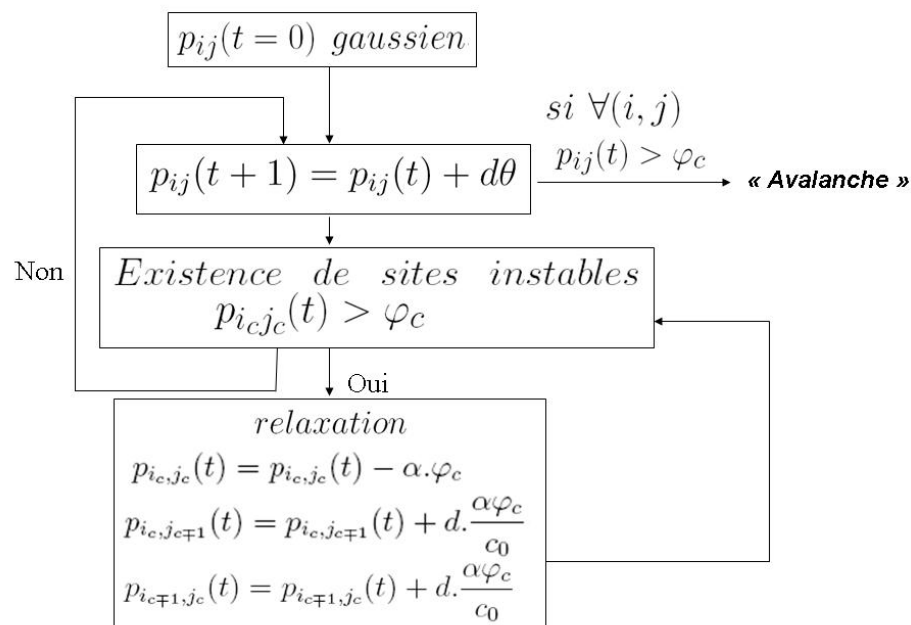 p_{ij}(t = 0) gaussien
si ∀(i, j)
p_{ij}(t) > φ_c
p_{ij}(t + 1) = p_{ij}(t) + dθ
« Avalanche »
Non
Existence de sites instables
p_{i_c j_c}(t) > φ_c
Oui
relaxation
p_{i_c,j_c}(t) = p_{i_c,j_c}(t) − α.φ_c
p_{i_c,j_{c∓1}}(t) = p_{i_c,j_{c∓1}}(t) + d.\frac{αφ_c}{c_0}
p_{i_{c∓1},j_c}(t) = p_{i_{c∓1},j_c}(t) + d.\frac{αφ_c}{c_0}